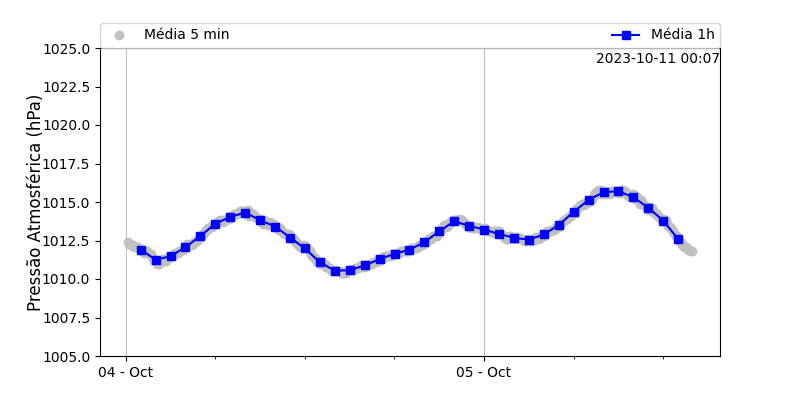 Média 5 min
Média 1h
2023-10-11 00:07
Pressão Atmosférica (hPa)
1025.0
1022.5
1020.0
1017.5
1015.0
1012.5
1010.0
1007.5
1005.0
04 - Oct
05 - Oct